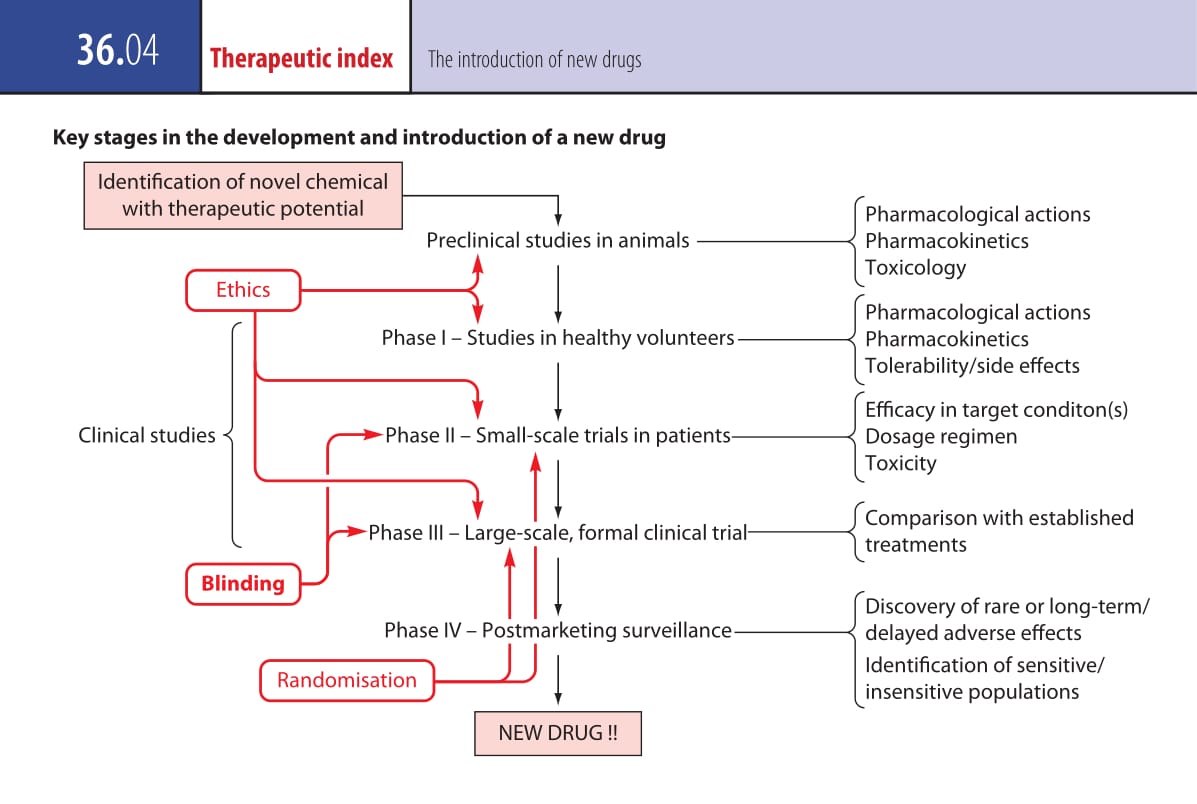 36.04
Therapeutic index
The introduction of new drugs
Key stages in the development and introduction of a new drug
Identification of novel chemical
with therapeutic potential
Preclinical studies in animals
Pharmacological actions
Pharmacokinetics
Toxicology
Ethics
Phase I – Studies in healthy volunteers
Pharmacological actions
Pharmacokinetics
Tolerability/side effects
Clinical studies
Phase II – Small-scale trials in patients
Efficacy in target conditon(s)
Dosage regimen
Toxicity
Phase III – Large-scale, formal clinical trial
Comparison with established
treatments
Blinding
Phase IV – Postmarketing surveillance
Discovery of rare or long-term/
delayed adverse effects
Identification of sensitive/
insensitive populations
Randomisation
NEW DRUG !!